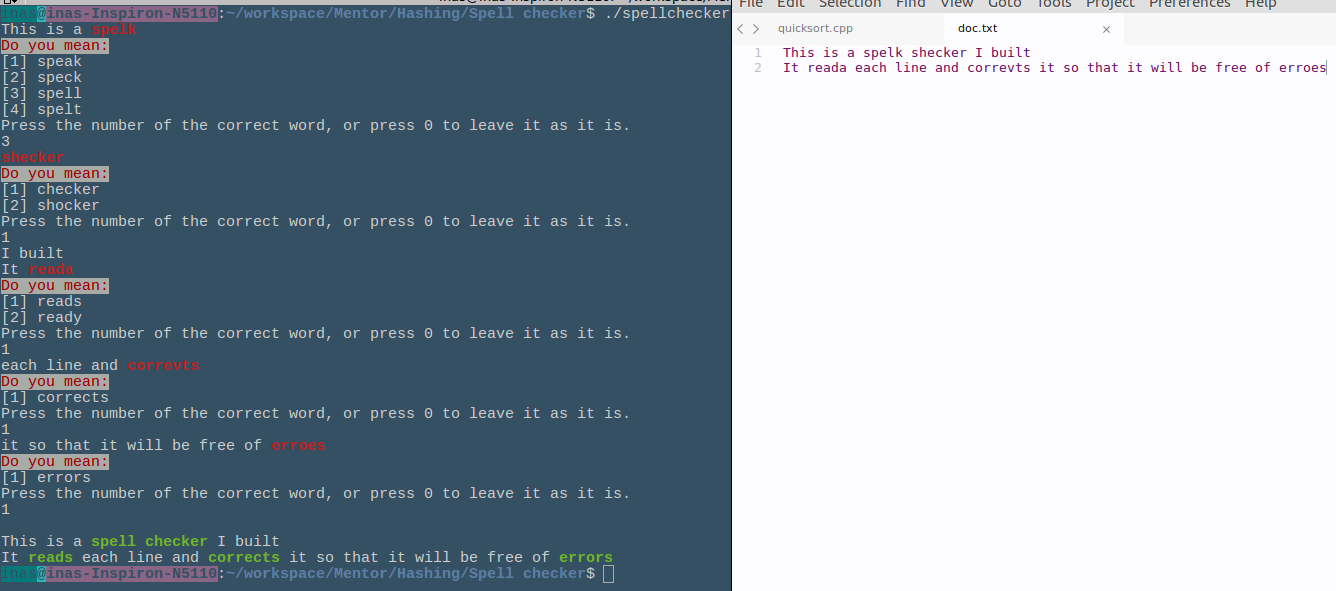 inas@inas-Inspiron-N5110:~/workspace/Mentor/Hashing/Spell checker$ ./spellchecker
This is a spelk
Do you mean:
[1] speak
[2] speck
[3] spell
[4] spelt
Press the number of the correct word, or press 0 to leave it as it is.
3
shecker
Do you mean:
[1] checker
[2] shocker
Press the number of the correct word, or press 0 to leave it as it is.
1
I built
It reada
Do you mean:
[1] reads
[2] ready
Press the number of the correct word, or press 0 to leave it as it is.
1
each line and correvts
Do you mean:
[1] corrects
Press the number of the correct word, or press 0 to leave it as it is.
1
it so that it will be free of erroes
Do you mean:
[1] errors
Press the number of the correct word, or press 0 to leave it as it is.
1
This is a spell checker I built
It reads each line and corrects it so that it will be free of errors
inas@inas-Inspiron-N5110:~/workspace/Mentor/Hashing/Spell checker$
File Edit Selection Find View Goto Tools Project Preferences Help
quicksort.cpp doc.txt ×
1 This is a spelk shecker I built
2 It reada each line and correvts it so that it will be free of erroes